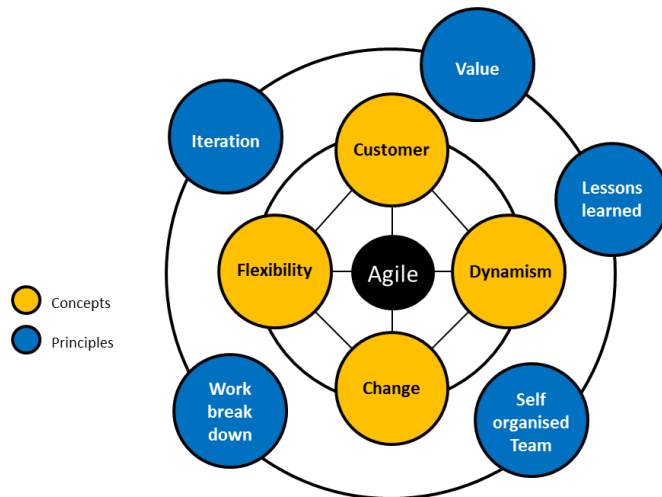 Value
Iteration
Customer
Lessons
learned
Flexibility
Agile
Dynamism
Concepts
Principles
Change
Work
break
down
Self
organised
Team